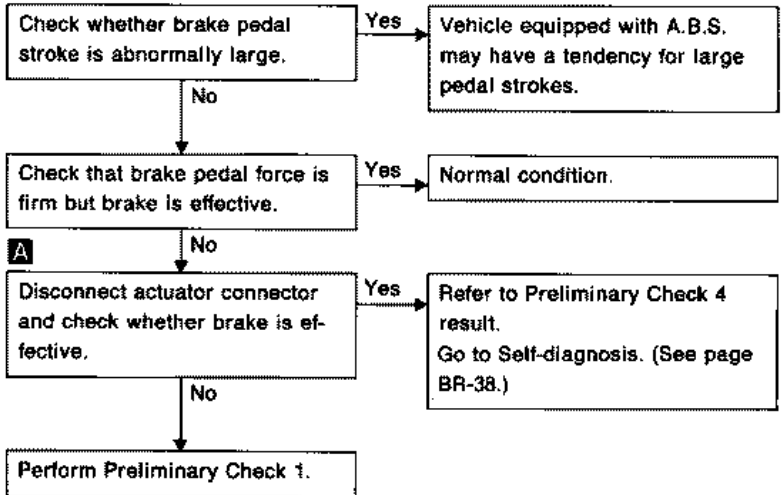 Check whether brake pedal
stroke is abnormally large.
Yes
Vehicle equipped with A.B.S.
may have a tendency for large
pedal strokes.
No
Check that brake pedal force is
firm but brake is effective.
Yes
Normal condition.
No
A
Disconnect actuator connector
and check whether brake is ef-
fective.
Yes
Refer to Preliminary Check 4
result.
Go to Self-diagnosis. (See page
BR-38.)
No
Perform Preliminary Check 1.